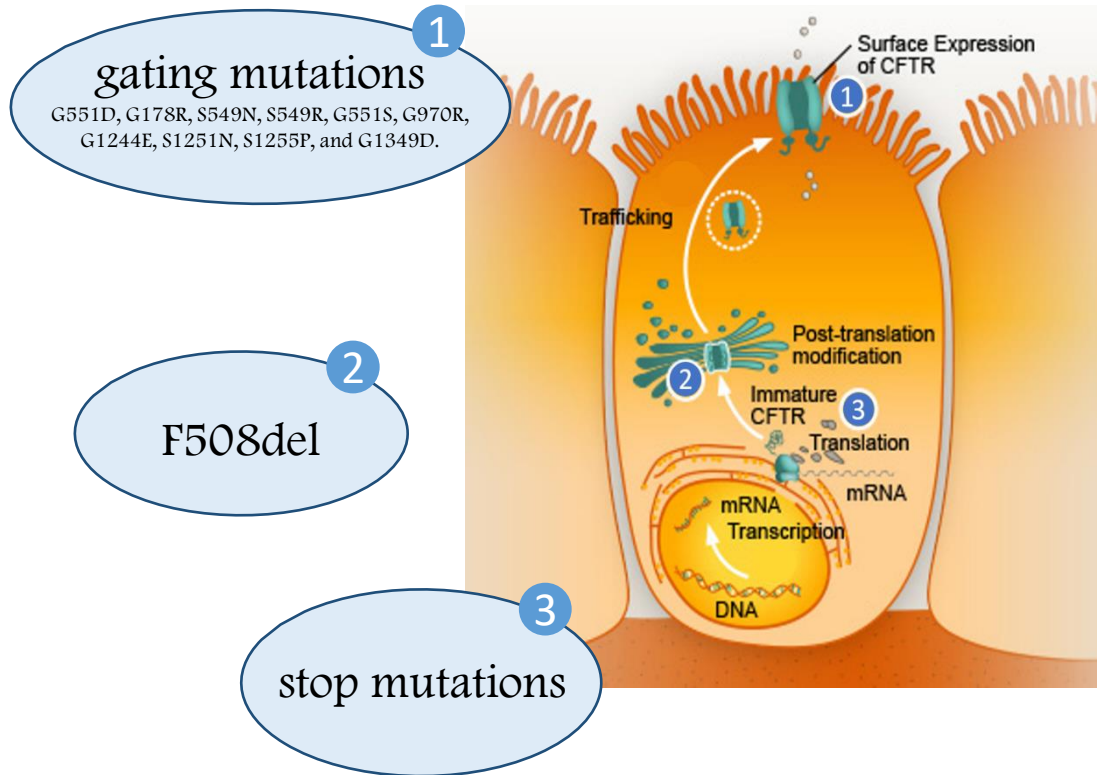 1
gating mutations
G551D, G178R, S549N, S549R, G551S, G970R,
G1244E, S1251N, S1255P, and G1349D.
2
F508del
3
stop mutations
Surface Expression
of CFTR
1
Trafficking
Post-translation
modification
2
Immature
CFTR
3
Translation
mRNA
mRNA
Transcription
DNA